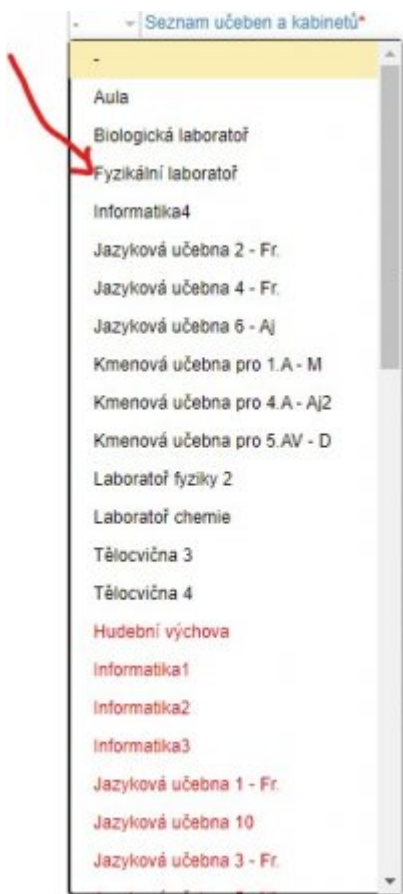 - Seznam učeben a kabinetů*
-
Aula
Biologická laboratoř
Fyzikální laboratoř
Informatika4
Jazyková učebna 2 - Fr.
Jazyková učebna 4 - Fr.
Jazyková učebna 6 - Aj
Kmenová učebna pro 1.A - M
Kmenová učebna pro 4.A - Aj2
Kmenová učebna pro 5.AV - D
Laboratoř fyziky 2
Laboratoř chemie
Tělocvična 3
Tělocvična 4
Hudební výchova
Informatika1
Informatika2
Informatika3
Jazyková učebna 1 - Fr.
Jazyková učebna 10
Jazyková učebna 3 - Fr.